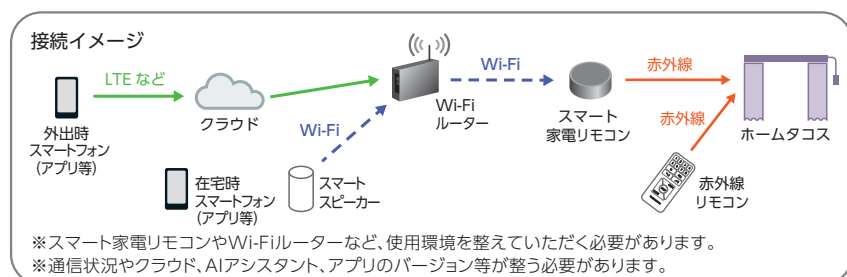 接続イメージ
LTE など
外出時
スマートフォン
(アプリ等)
クラウド
Wi-Fi
在宅時
スマートフォン
(アプリ等)
スマート
スピーカー
Wi-Fi
ルーター
Wi-Fi
スマート
家電リモコン
赤外線
赤外線
ホームタコス
赤外線
リモコン
※スマート家電リモコンやWi-Fiルーターなど、使用環境を整えていただく必要があります。
※通信状況やクラウド、AIアシスタント、アプリのバージョン等が整う必要があります。